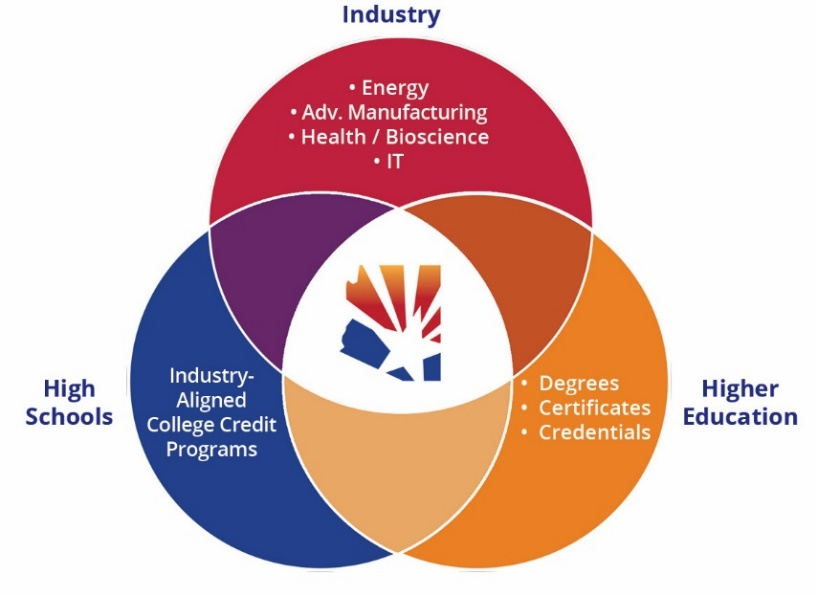 Industry
• Energy
• Adv. Manufacturing
• Health / Bioscience
• IT
High
Schools
Industry-
Aligned
College Credit
Programs
• Degrees
• Certificates
• Credentials
Higher
Education